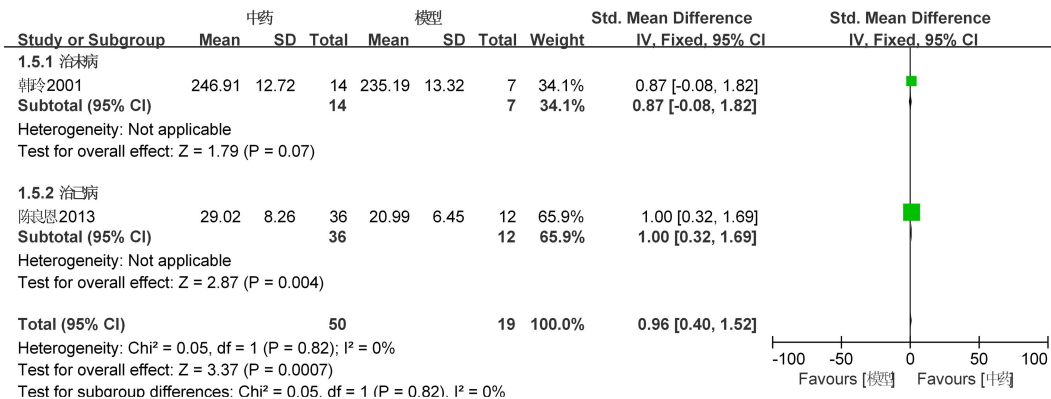 中药 模型 Std. Mean Difference Std. Mean Difference
Study or Subgroup Mean SD Total Mean SD Total Weight IV, Fixed, 95% CI IV, Fixed, 95% CI
1.5.1 治未病
韩玲2001 246.91 12.72 14 235.19 13.32 7 34.1% 0.87 [-0.08, 1.82]
Subtotal (95% CI) 14 7 34.1% 0.87 [-0.08, 1.82]
Heterogeneity: Not applicable
Test for overall effect: Z = 1.79 (P = 0.07)
1.5.2 治已病
陈良恩2013 29.02 8.26 36 20.99 6.45 12 65.9% 1.00 [0.32, 1.69]
Subtotal (95% CI) 36 12 65.9% 1.00 [0.32, 1.69]
Heterogeneity: Not applicable
Test for overall effect: Z = 2.87 (P = 0.004)
Total (95% CI) 50 19 100.0% 0.96 [0.40, 1.52]
Heterogeneity: Chi² = 0.05, df = 1 (P = 0.82); I² = 0%
Test for overall effect: Z = 3.37 (P = 0.0007)
Test for subgroup differences: Chi² = 0.05, df = 1 (P = 0.82), I² = 0%
-100 -50 0 50 100
Favours [模型] Favours [中药]